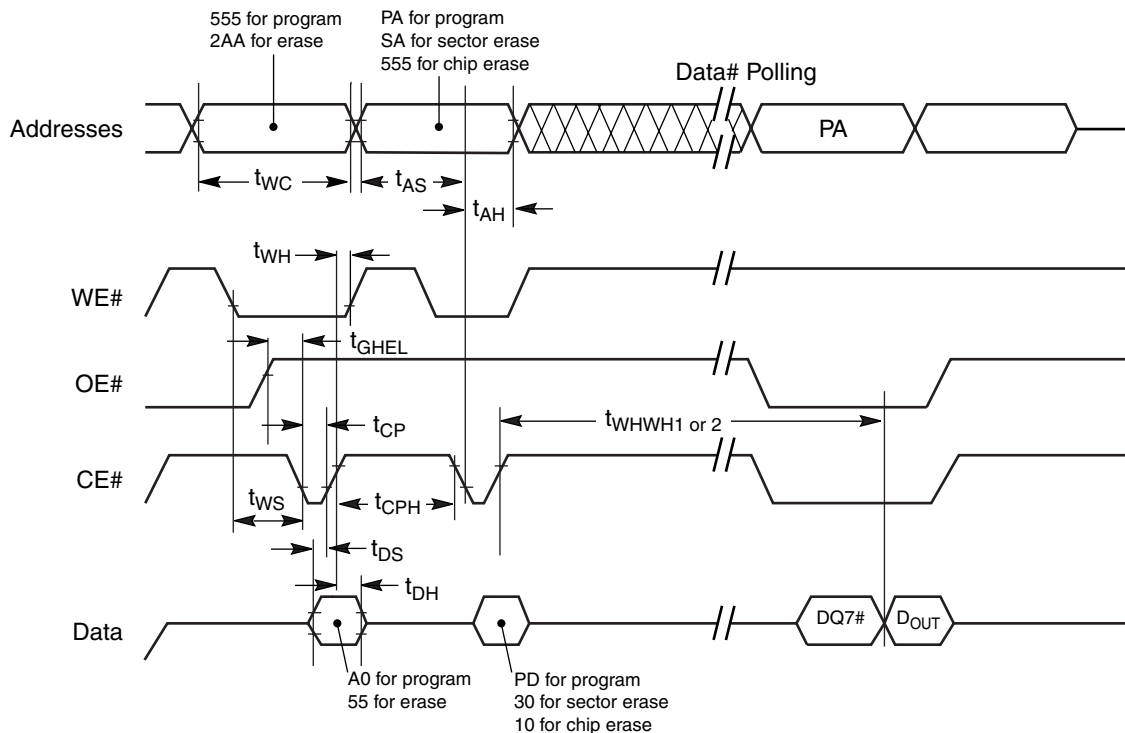 555 for program
2AA for erase
PA for program
SA for sector erase
555 for chip erase
Data# Polling
Addresses
PA
tWC
tAS
tAH
tWH
WE#
tGHEL
OE#
tWHWH1 or 2
tCP
CE#
tWS
tCPH
tDS
tDH
Data
DQ7#
DOUT
A0 for program
55 for erase
PD for program
30 for sector erase
10 for chip erase